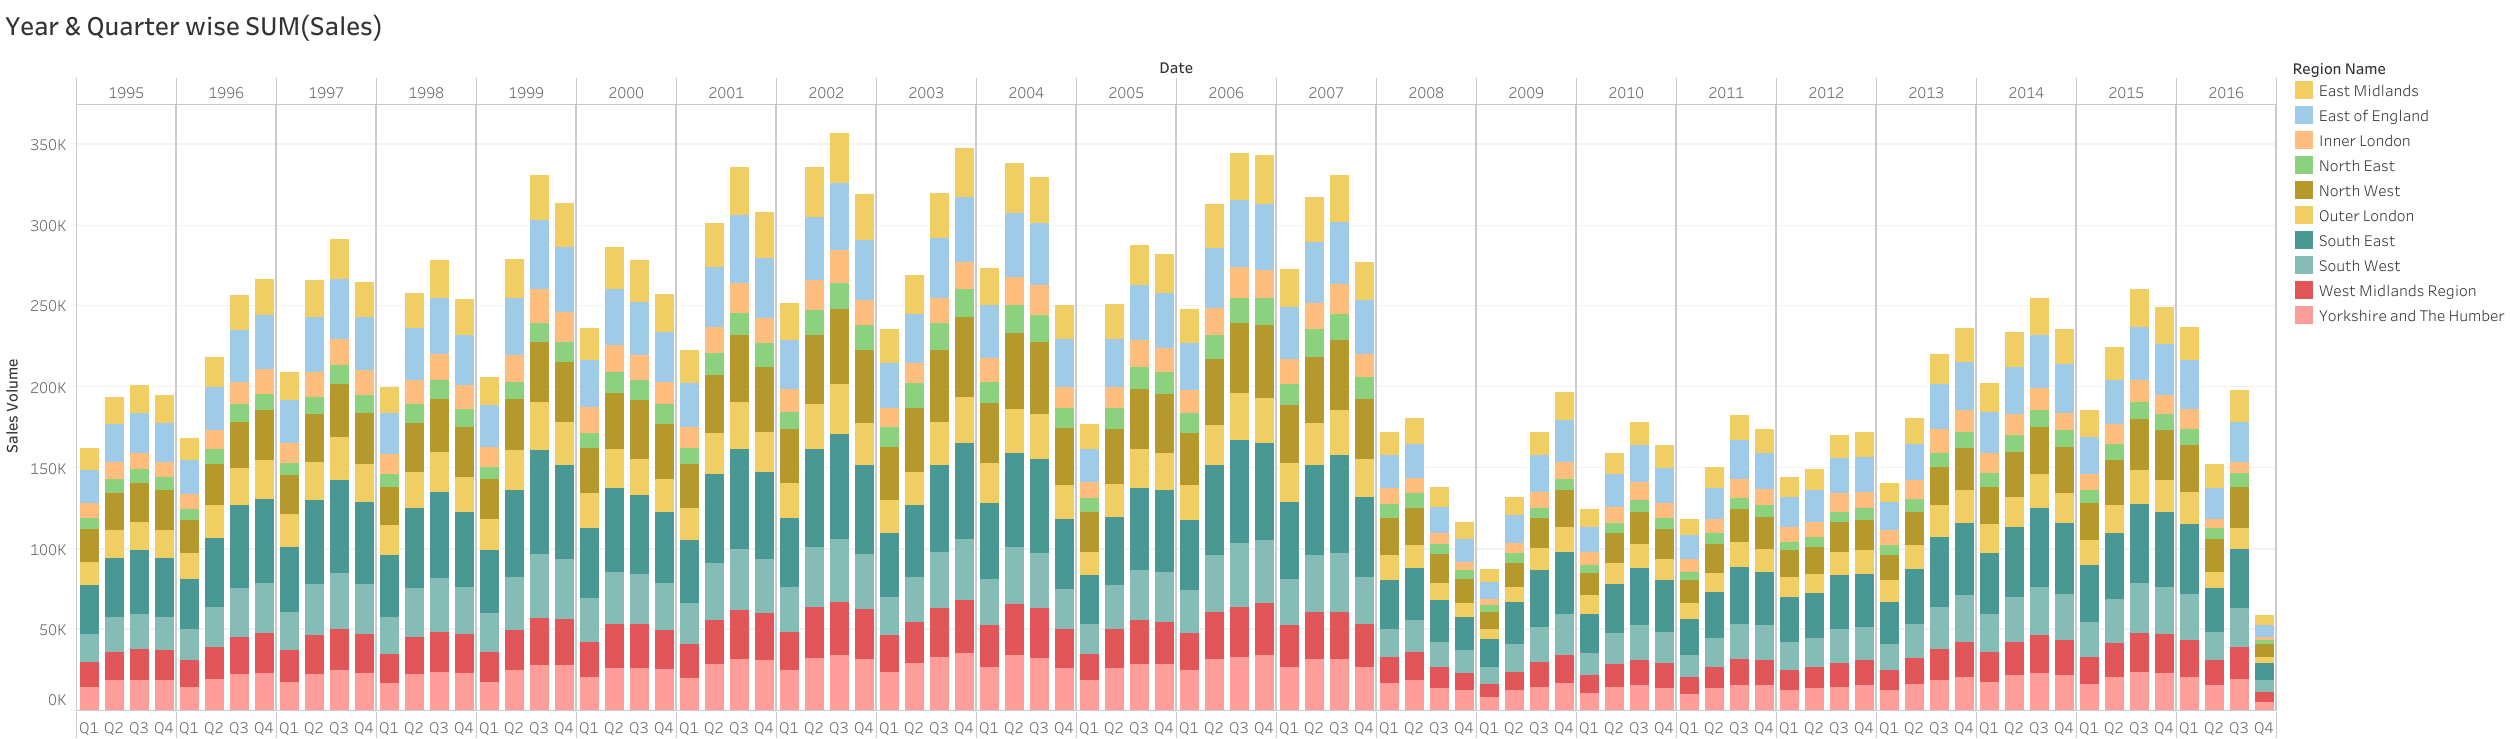 Year & Quarter wise SUM(Sales)
Date
Region Name
1995 1996 1997 1998 1999 2000 2001 2002 2003 2004 2005 2006 2007 2008 2009 2010 2011 2012 2013 2014 2015 2016
East Midlands
East of England
Inner London
North East
North West
Outer London
South East
South West
West Midlands Region
Yorkshire and The Humber
Sales Volume
350K
300K
250K
200K
150K
100K
50K
0K
Q1 Q2 Q3 Q4 Q1 Q2 Q3 Q4 Q1 Q2 Q3 Q4 Q1 Q2 Q3 Q4 Q1 Q2 Q3 Q4 Q1 Q2 Q3 Q4 Q1 Q2 Q3 Q4 Q1 Q2 Q3 Q4 Q1 Q2 Q3 Q4 Q1 Q2 Q3 Q4 Q1 Q2 Q3 Q4 Q1 Q2 Q3 Q4 Q1 Q2 Q3 Q4 Q1 Q2 Q3 Q4 Q1 Q2 Q3 Q4 Q1 Q2 Q3 Q4 Q1 Q2 Q3 Q4 Q1 Q2 Q3 Q4 Q1 Q2 Q3 Q4 Q1 Q2 Q3 Q4 Q1 Q2 Q3 Q4 Q1 Q2 Q3 Q4